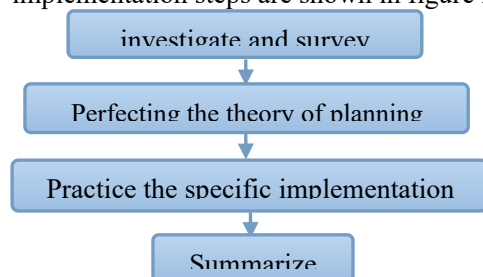 implementation steps are shown in figure
investigate and survey
Perfecting the theory of planning
Practice the specific implementation
Summarize